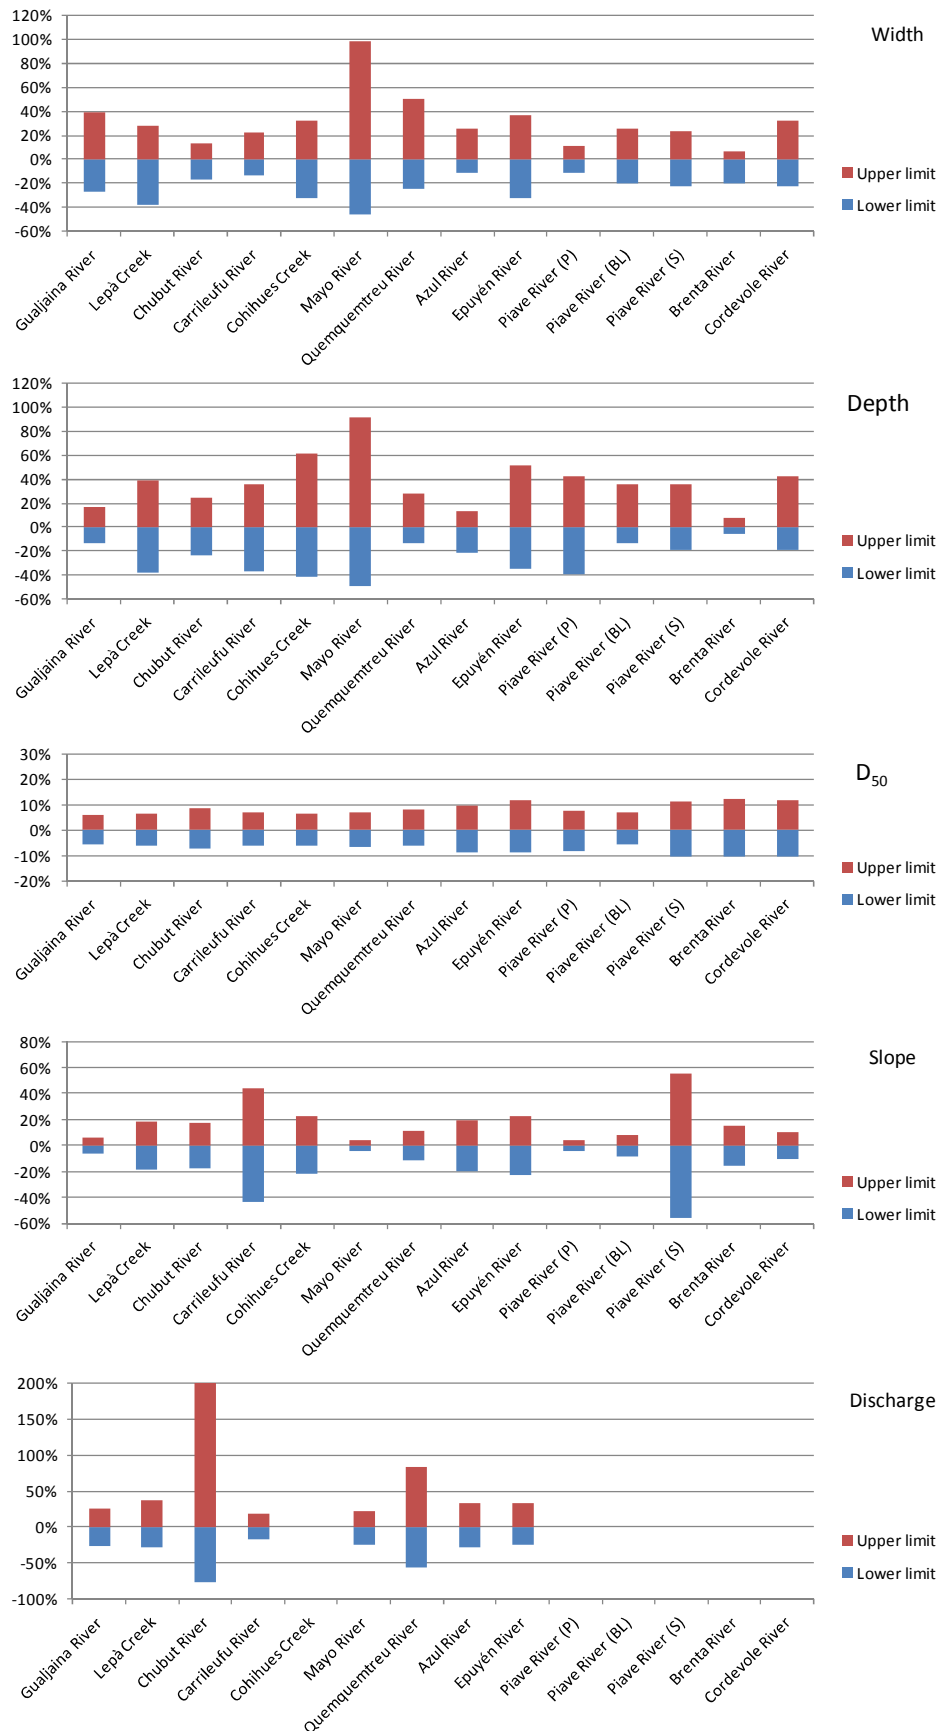 Width
120%
100%
80%
60%
40%
20%
0%
-20%
-40%
-60%
Upper limit
Lower limit
Gualjaina River
Lepà Creek
Chubut River
Carrileufu River
Cohihues Creek
Mayo River
Quemquemtreu River
Azul River
Epuyén River
Piave River (P)
Piave River (BL)
Piave River (S)
Brenta River
Cordevole River
Depth
120%
100%
80%
60%
40%
20%
0%
-20%
-40%
-60%
Upper limit
Lower limit
Gualjaina River
Lepà Creek
Chubut River
Carrileufu River
Cohihues Creek
Mayo River
Quemquemtreu River
Azul River
Epuyén River
Piave River (P)
Piave River (BL)
Piave River (S)
Brenta River
Cordevole River
D50
30%
20%
10%
0%
-10%
-20%
Upper limit
Lower limit
Gualjaina River
Lepà Creek
Chubut River
Carrileufu River
Cohihues Creek
Mayo River
Quemquemtreu River
Azul River
Epuyén River
Piave River (P)
Piave River (BL)
Piave River (S)
Brenta River
Cordevole River
Slope
80%
60%
40%
20%
0%
-20%
-40%
-60%
Upper limit
Lower limit
Gualjaina River
Lepà Creek
Chubut River
Carrileufu River
Cohihues Creek
Mayo River
Quemquemtreu River
Azul River
Epuyén River
Piave River (P)
Piave River (BL)
Piave River (S)
Brenta River
Cordevole River
Discharge
200%
150%
100%
50%
0%
-50%
-100%
Upper limit
Lower limit
Gualjaina River
Lepà Creek
Chubut River
Carrileufu River
Cohihues Creek
Mayo River
Quemquemtreu River
Azul River
Epuyén River
Piave River (P)
Piave River (BL)
Piave River (S)
Brenta River
Cordevole River